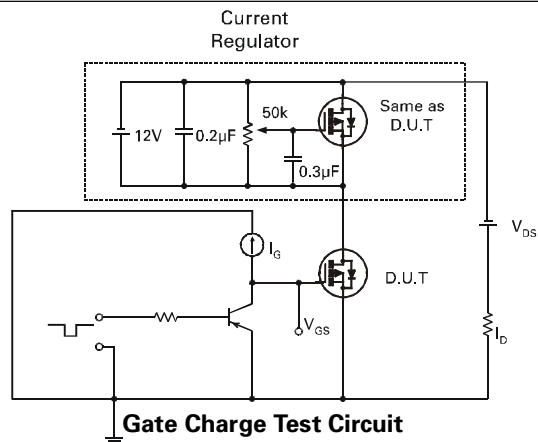 Current
Regulator
12V
0.2µF
50k
0.3µF
Same as
D.U.T
I_G
V_GS
D.U.T
V_DS
I_D
Gate Charge Test Circuit